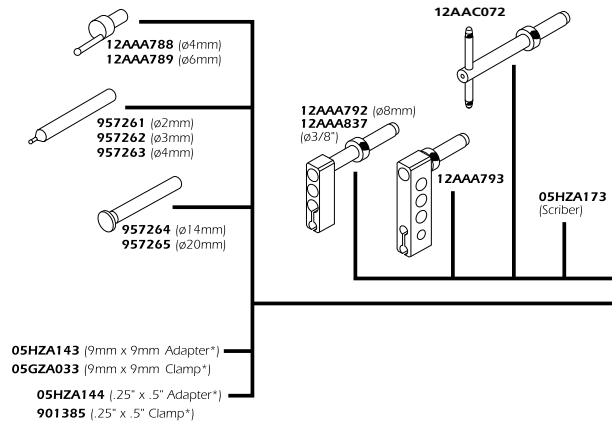 12AAA788 (ø4mm)
12AAA789 (ø6mm)
957261 (ø2mm)
957262 (ø3mm)
957263 (ø4mm)
957264 (ø14mm)
957265 (ø20mm)
05HZA143 (9mm x 9mm Adapter*)
05GZA033 (9mm x 9mm Clamp*)
05HZA144 (.25" x .5" Adapter*)
901385 (.25" x .5" Clamp*)
12AAA792 (ø8mm)
12AAA837
(ø3/8")
12AAA793
12AAC072
05HZA173
(Scriber)